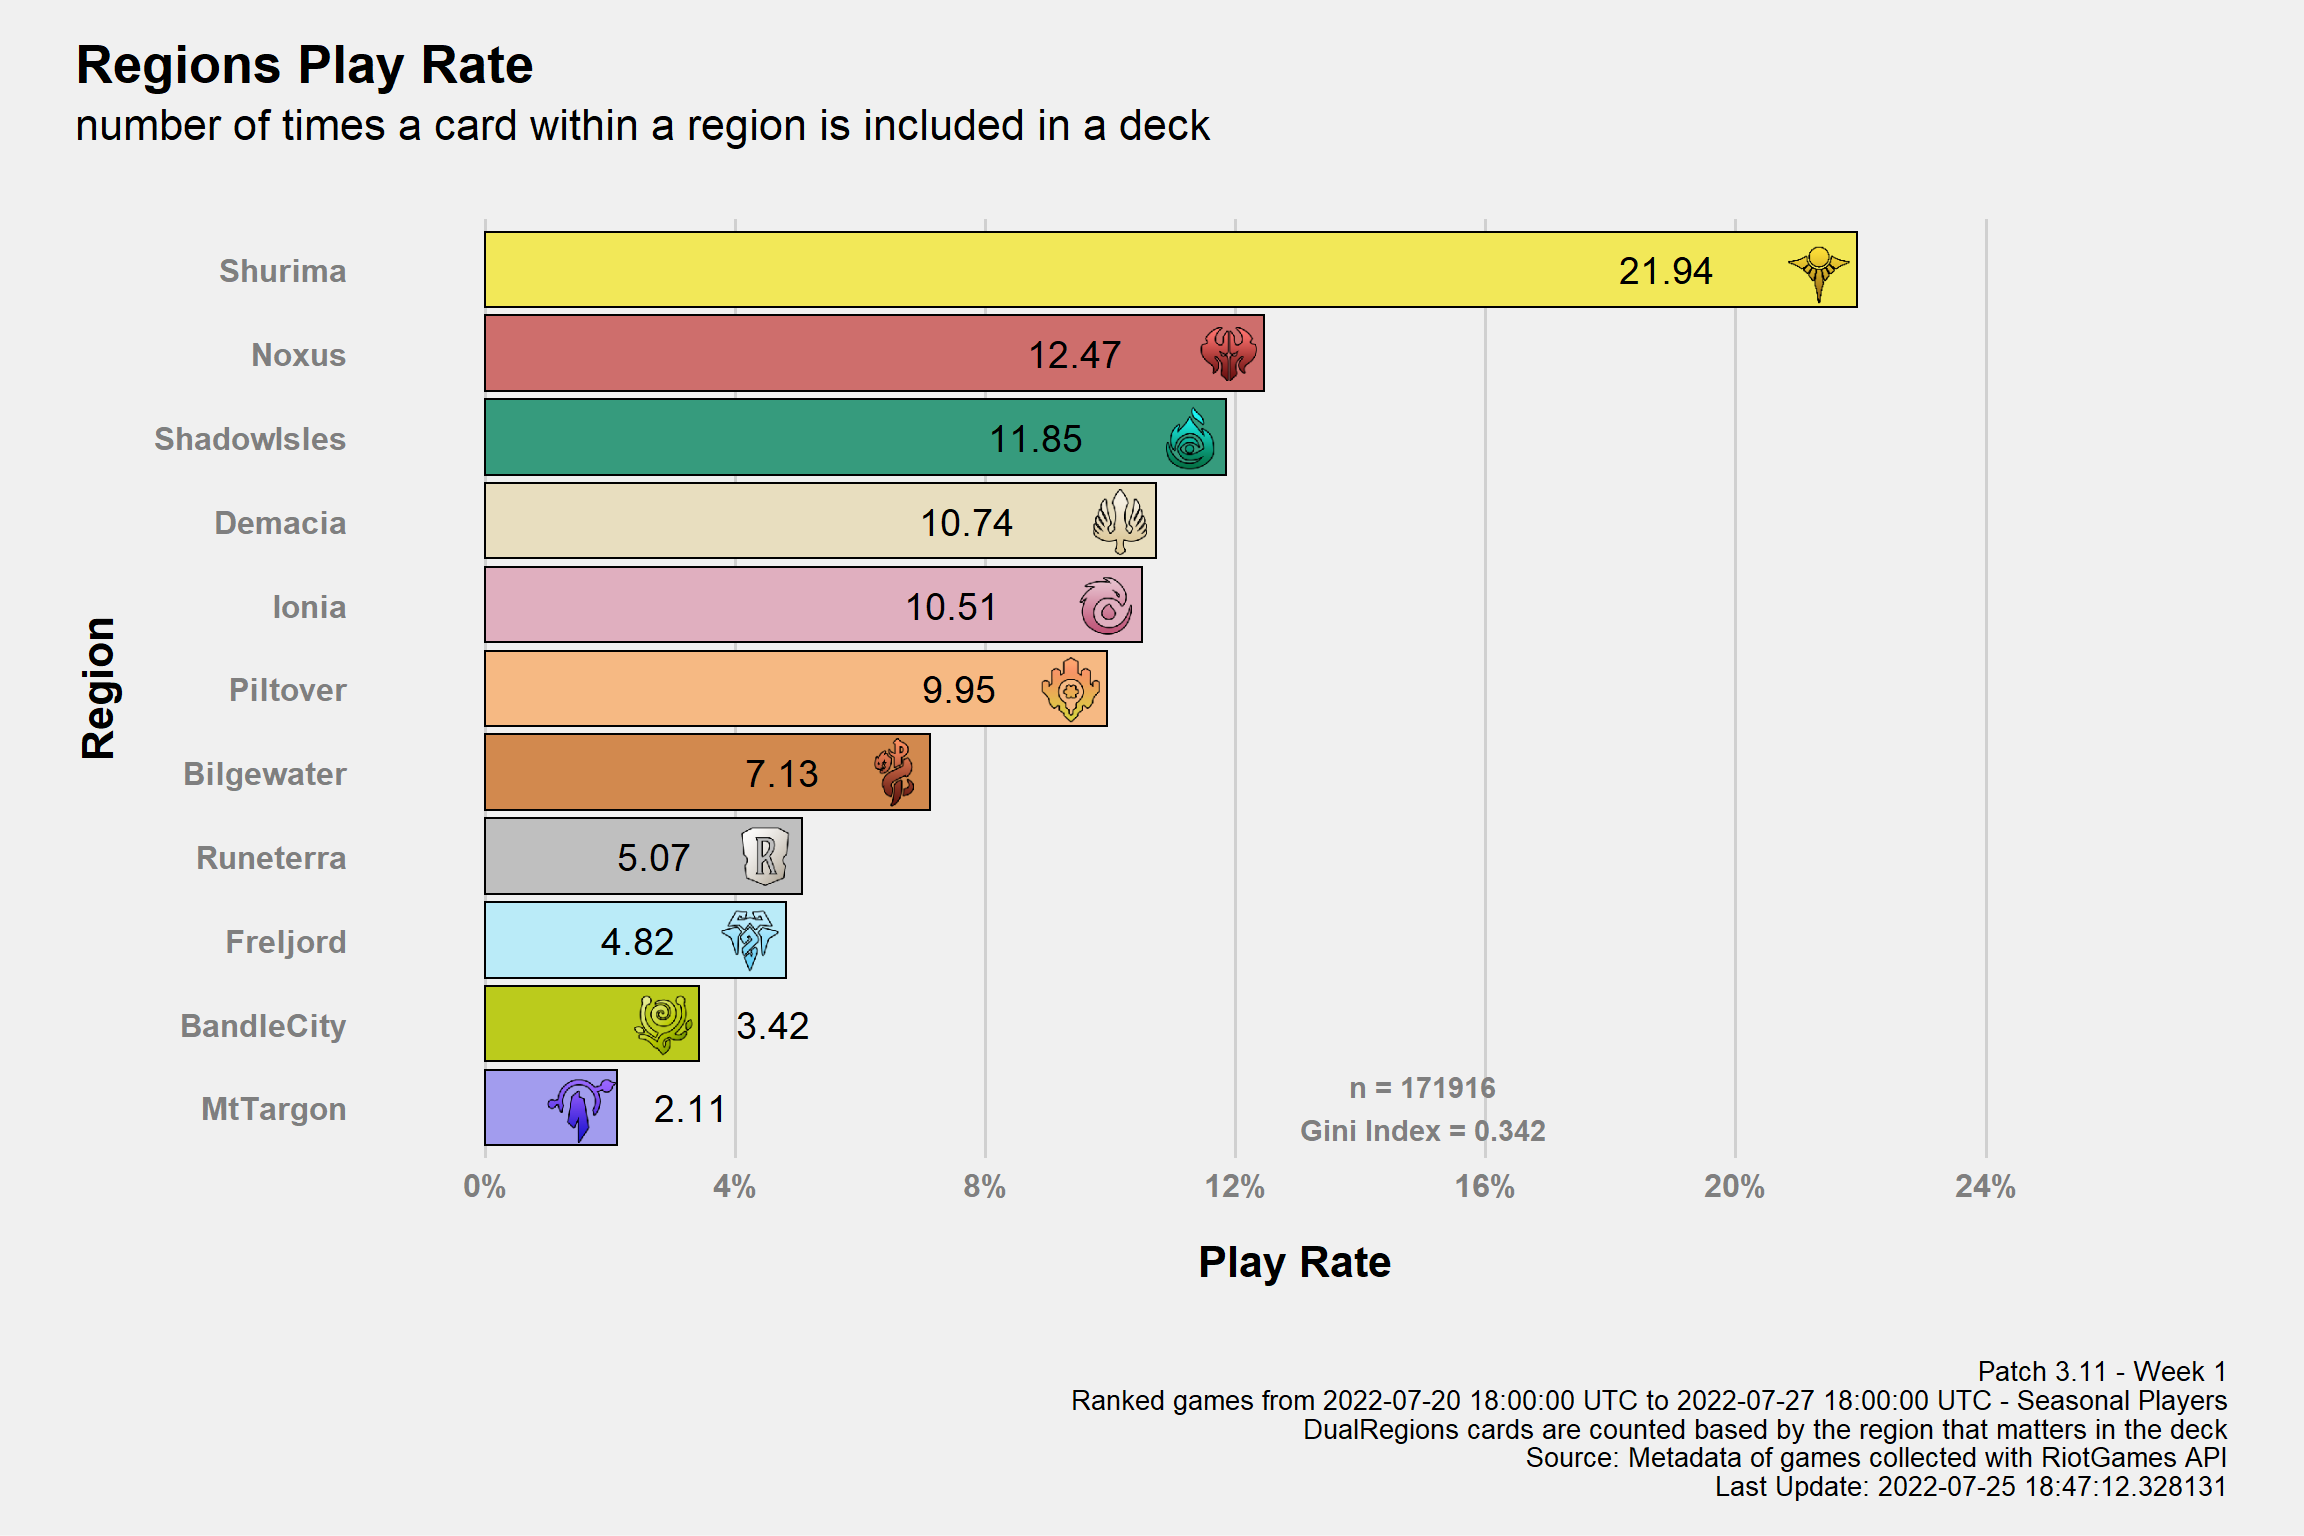 Regions Play Rate
number of times a card within a region is included in a deck
Region
Shurima
21.94
Noxus
12.47
ShadowIsles
11.85
Demacia
10.74
Ionia
10.51
Piltover
9.95
Bilgewater
7.13
Runeterra
5.07
R
Freljord
4.82
BandleCity
3.42
MtTargon
2.11
n = 171916
Gini Index = 0.342
0% 4% 8% 12% 16% 20% 24%
Play Rate
Patch 3.11 - Week 1
Ranked games from 2022-07-20 18:00:00 UTC to 2022-07-27 18:00:00 UTC - Seasonal Players
DualRegions cards are counted based by the region that matters in the deck
Source: Metadata of games collected with RiotGames API
Last Update: 2022-07-25 18:47:12.328131